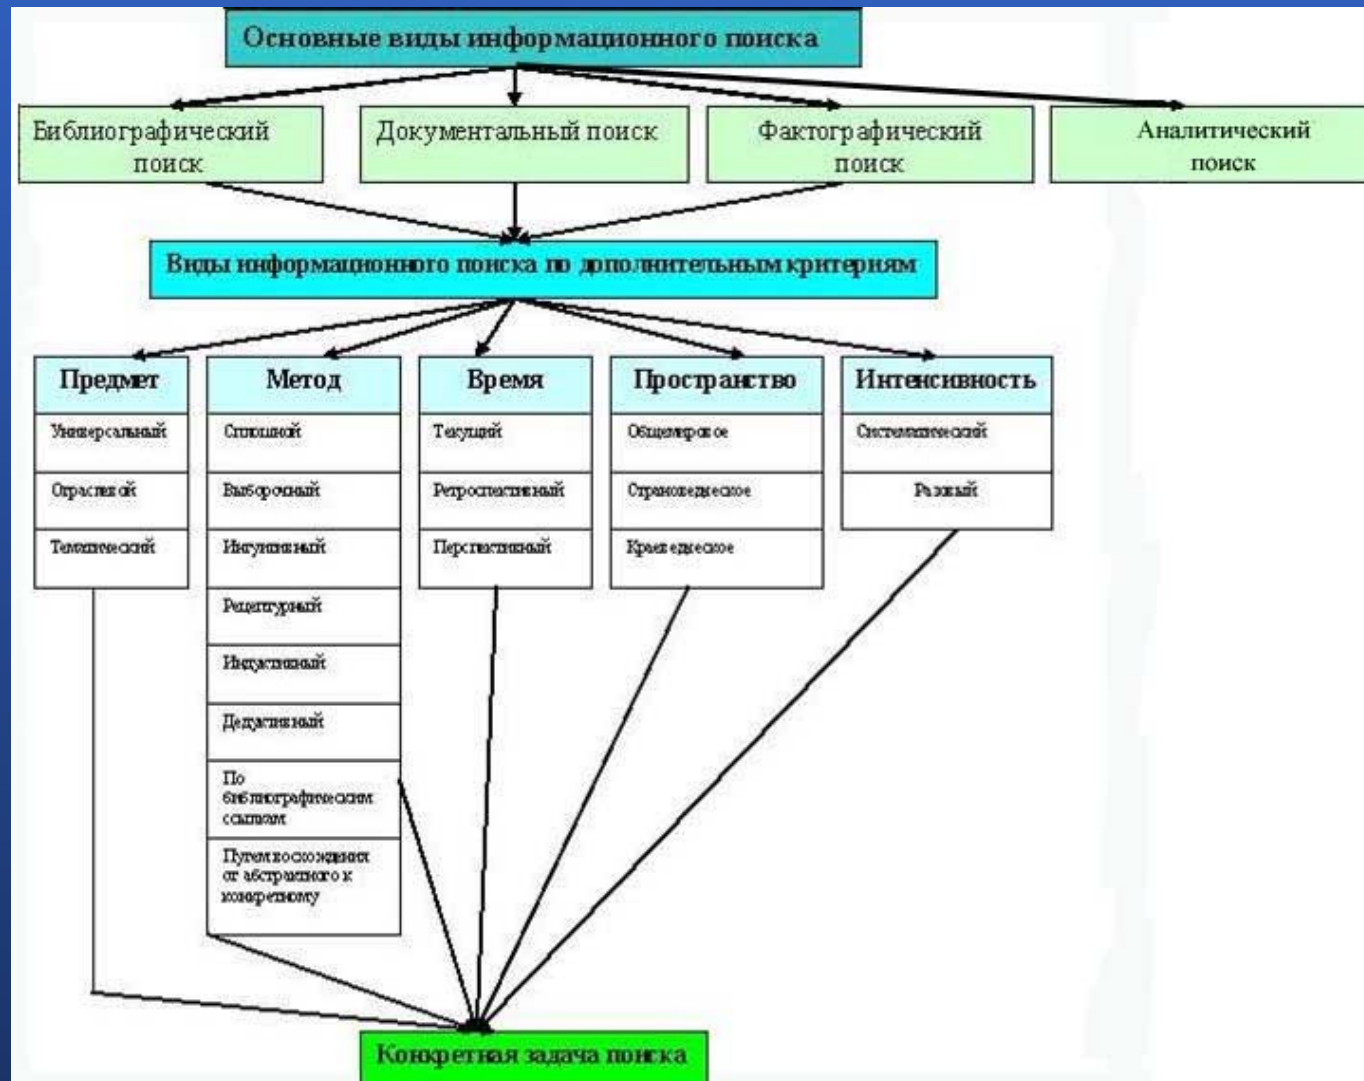 Основные виды информационного поиска
Библиографический
поиск
Документальный поиск
Фактографический
поиск
Аналитический
поиск
Виды информационного поиска по дополнительным критериям
Предмет
Универсальный
Отраслевой
Тематический
Метод
Сплошной
Выборочный
Интуитивный
Рецептурный
Индуктивный
Дедуктивный
По
библиографическим
ссылкам
Путем восхождения
от абстрактного к
конкретному
Время
Текущий
Ретроспективный
Перспективный
Пространство
Общемировое
Страноведческое
Краеведческое
Интенсивность
Систематический
Разовый
Конкретная задача поиска